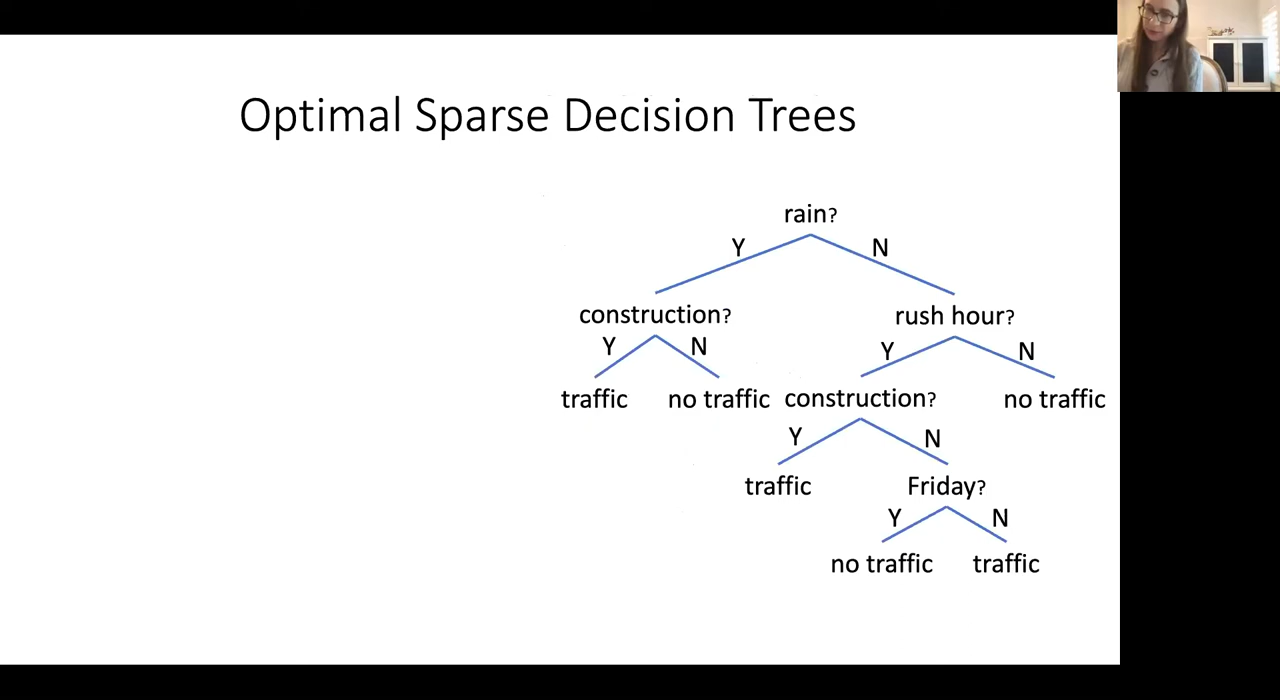 Optimal Sparse Decision Trees
rain?
Y N
construction? rush hour?
Y N Y N
traffic no traffic construction? no traffic
Y N
traffic Friday?
Y N
no traffic traffic